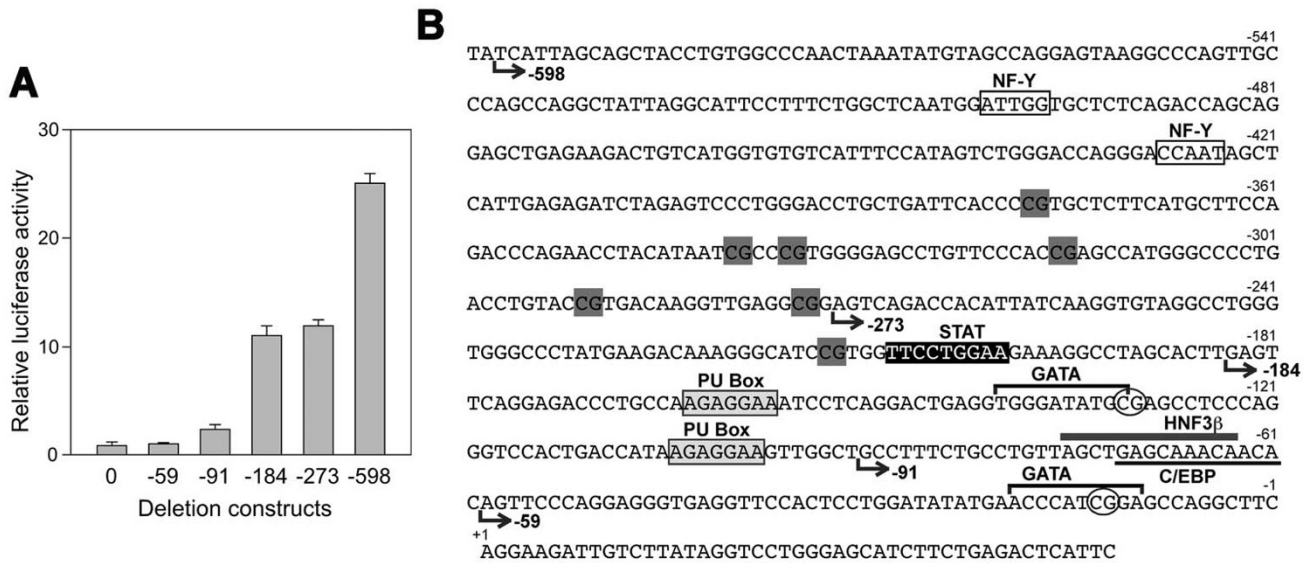 A
Relative luciferase activity
30
20
10
0
0 -59 -91 -184 -273 -598
Deletion constructs
B
-541
TATCATTAGCAGCTACCTGTGGCCCAACTAAATATGTAGCCAGGAGTAAGGCCCAGTTGC
-598
NF-Y -481
CCAGCCAGGCTATTAGGCATTCCTTTCTGGCTCAATGGATTGGTGCTCTCAGACCAGCAG
NF-Y -421
GAGCTGAGAAGACTGTCATGGTGTGTCATTTCCATAGTCTGGGACCAGGGACCAATAGCT
-361
CATTGAGAGATCTAGAGTCCCTGGGACCTGCTGATTCACCCCGTGCTCTTCATGCTTCCA
-301
GACCCAGAACCTACATAATCGCCCGTGGGGAGCCTGTTCCCACCGAGCCATGGGCCCCTG
-241
ACCTGTACCGTGACAAGGTTGAGGCGGAGTCAGACCACATTATCAAGGTGTAGGCCTGGG
-273
STAT -181
TGGGCCCTATGAAGACAAAGGGCATCCGTGGTTCCTGGAAGAAAGGCCTAGCACTTGAGT
-184
PU Box GATA -121
TCAGGAGACCCTGCCAAGAGGAAATCCTCAGGACTGAGGTGGGATATGCGAGCCTCCCAG
PU Box HNF3β -61
GGTCCACTGACCATAAGAGGAAGTTGGCTGCCTTTCTGCCTGTTAGCTGAGCAAACAACA
-91
GATA C/EBP -1
CAGTTCCCAGGAGGGTGAGGTTCCACTCCTGGATATATGAACCCATCGGAGCCAGGCTTC
-59
+1
AGGAAGATTGTCTTATAGGTCCTGGGAGCATCTTCTGAGACTCATTC